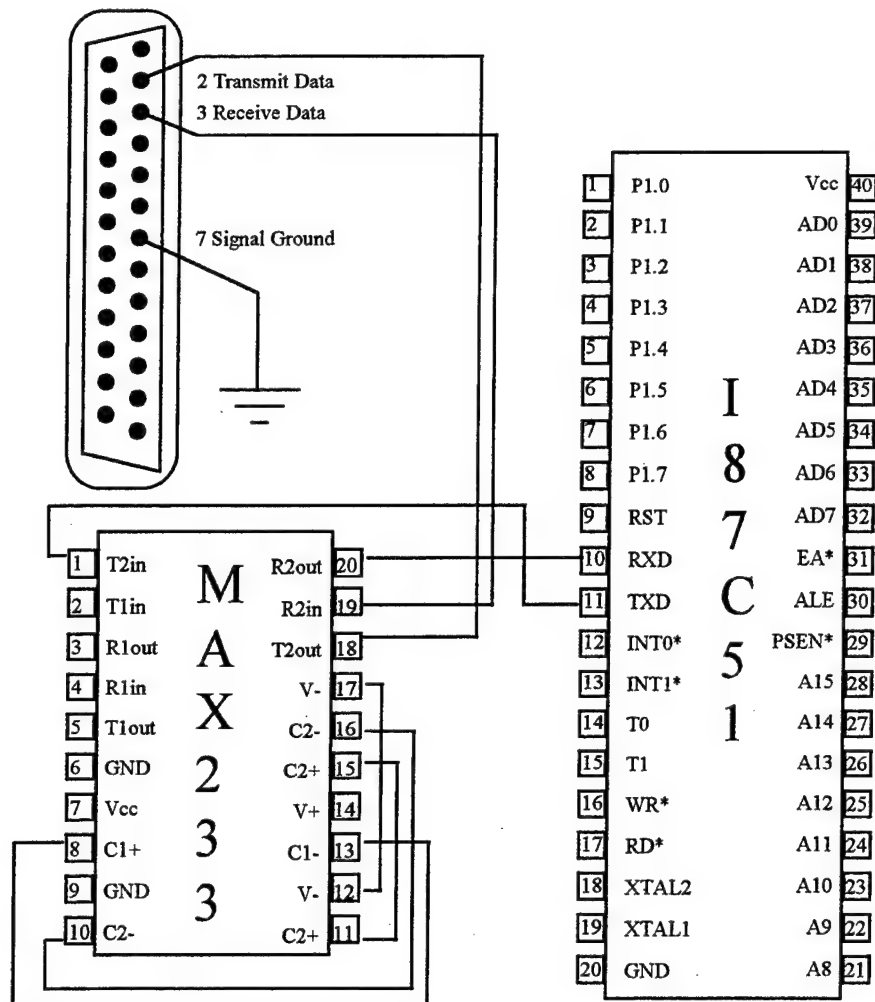 2 Transmit Data
3 Receive Data
7 Signal Ground
MAX233
1 T2in
2 T1in
3 R1out
4 R1in
5 T1out
6 GND
7 Vcc
8 C1+
9 GND
10 C2-
R2out 20
R2in 19
T2out 18
V- 17
C2- 16
C2+ 15
V+ 14
C1- 13
V- 12
C2+ 11
I87C51
1 P1.0
2 P1.1
3 P1.2
4 P1.3
5 P1.4
6 P1.5
7 P1.6
8 P1.7
9 RST
10 RXD
11 TXD
12 INT0*
13 INT1*
14 T0
15 T1
16 WR*
17 RD*
18 XTAL2
19 XTAL1
20 GND
Vcc 40
AD0 39
AD1 38
AD2 37
AD3 36
AD4 35
AD5 34
AD6 33
AD7 32
EA* 31
ALE 30
PSEN* 29
A15 28
A14 27
A13 26
A12 25
A11 24
A10 23
A9 22
A8 21